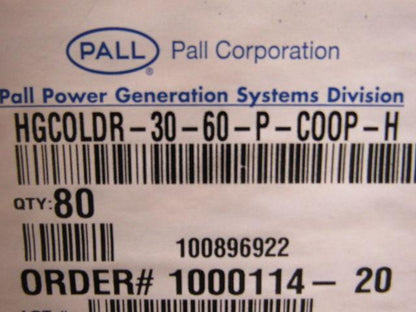 PALL® Pall Corporation
Pall Power Generation Systems Division
HGCOLDR-30-60-P-COOP-H
QTY: 80
100896922
ORDER# 1000114- 20